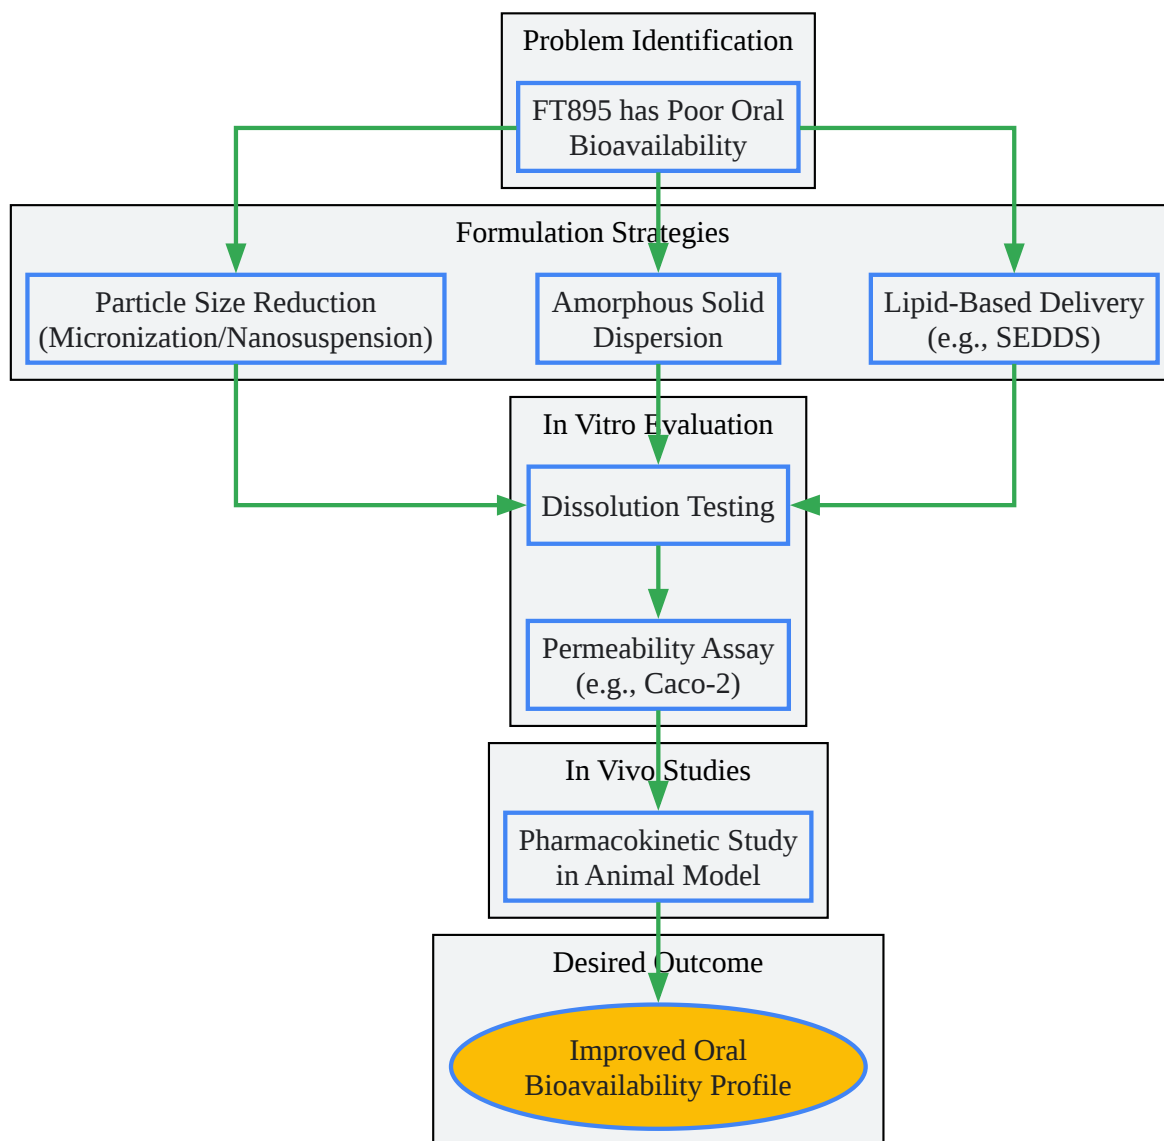 Problem Identification
FT895 has Poor Oral
Bioavailability
Formulation Strategies
Particle Size Reduction
(Micronization/Nanosuspension)
Amorphous Solid
Dispersion
Lipid-Based Delivery
(e.g., SEDDS)
In Vitro Evaluation
Dissolution Testing
Permeability Assay
(e.g., Caco-2)
In Vivo Studies
Pharmacokinetic Study
in Animal Model
Desired Outcome
Improved Oral
Bioavailability Profile